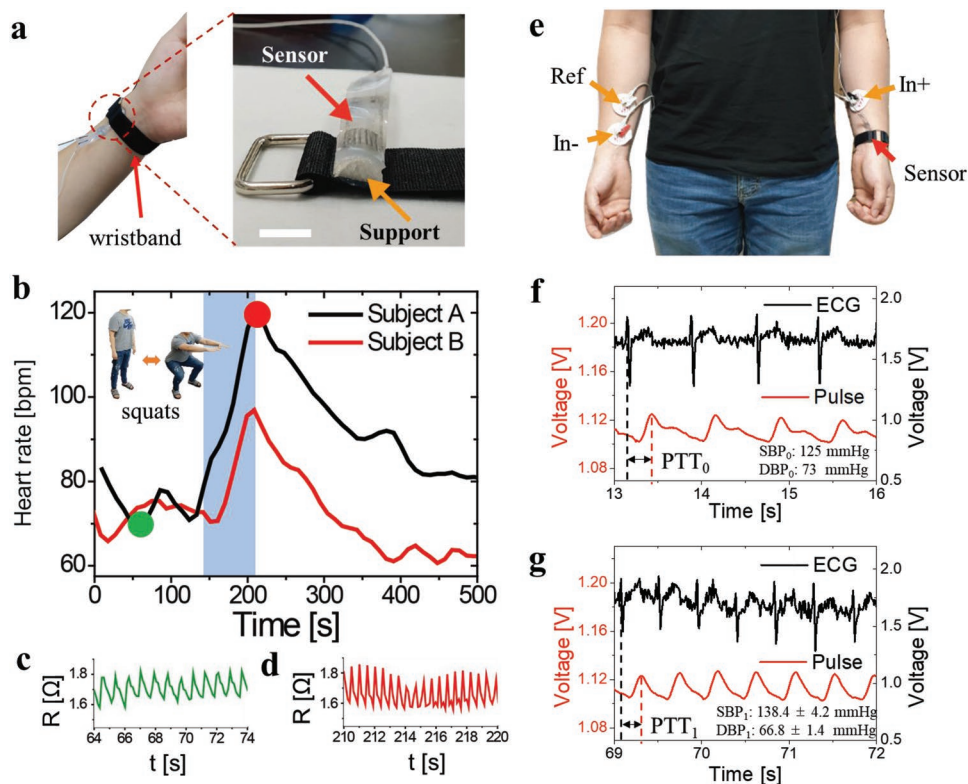 a
Sensor
wristband
Support
b
120
100
80
60
Heart rate [bpm]
Subject A
Subject B
squats
0 100 200 300 400 500
Time [s]
c
1.8
1.6
R [Ω]
64 66 68 70 72 74
t [s]
d
1.8
1.6
R [Ω]
210 212 214 216 218 220
t [s]
e
Ref
In+
In-
Sensor
f
ECG
Pulse
1.20
1.16
1.12
1.08
Voltage [V]
2.0
1.5
1.0
0.5
Voltage [V]
SBP₀: 125 mmHg
DBP₀: 73 mmHg
PTT₀
13 14 15 16
Time [s]
g
ECG
Pulse
1.20
1.16
1.12
1.08
Voltage [V]
2.0
1.5
1.0
0.5
Voltage [V]
SBP₁: 138.4 ± 4.2 mmHg
DBP₁: 66.8 ± 1.4 mmHg
PTT₁
69 70 71 72
Time [s]